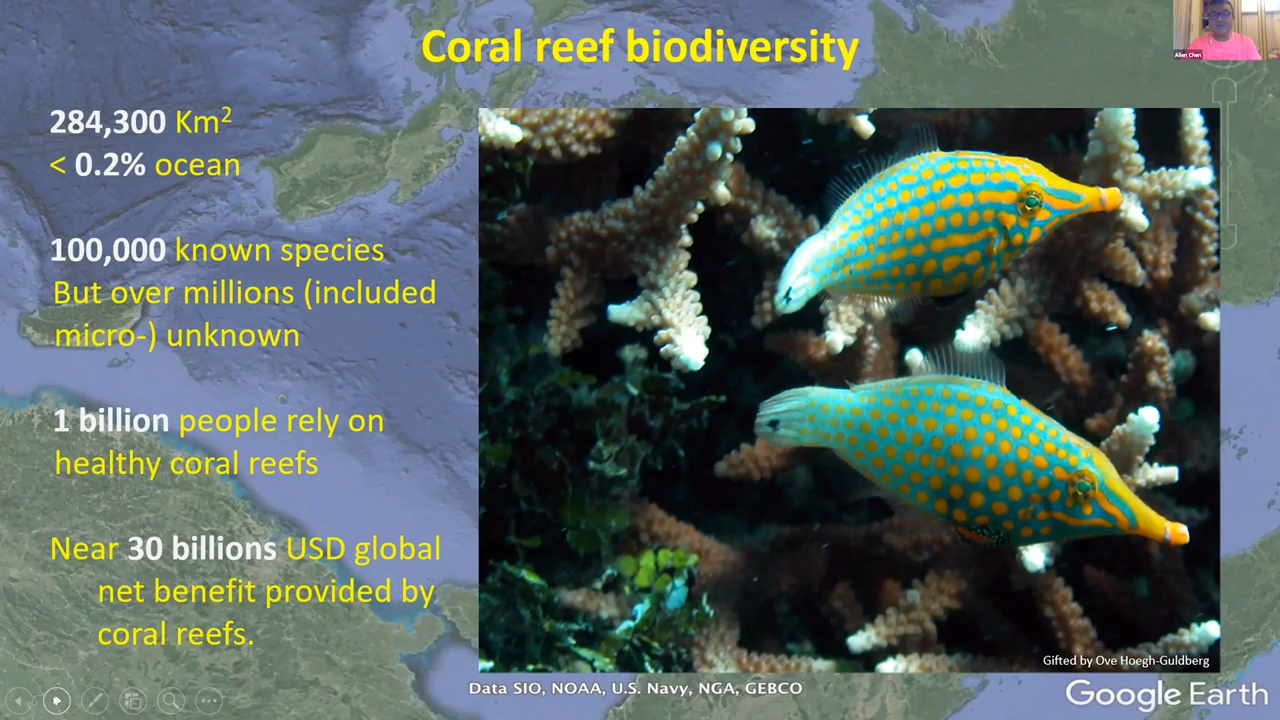 Coral reef biodiversity
Allen Chen
284,300 Km²
< 0.2% ocean
100,000 known species
But over millions (included
micro-) unknown
1 billion people rely on
healthy coral reefs
Near 30 billions USD global
net benefit provided by
coral reefs.
Gifted by Ove Hoegh-Guldberg
Data SIO, NOAA, U.S. Navy, NGA, GEBCO
Google Earth